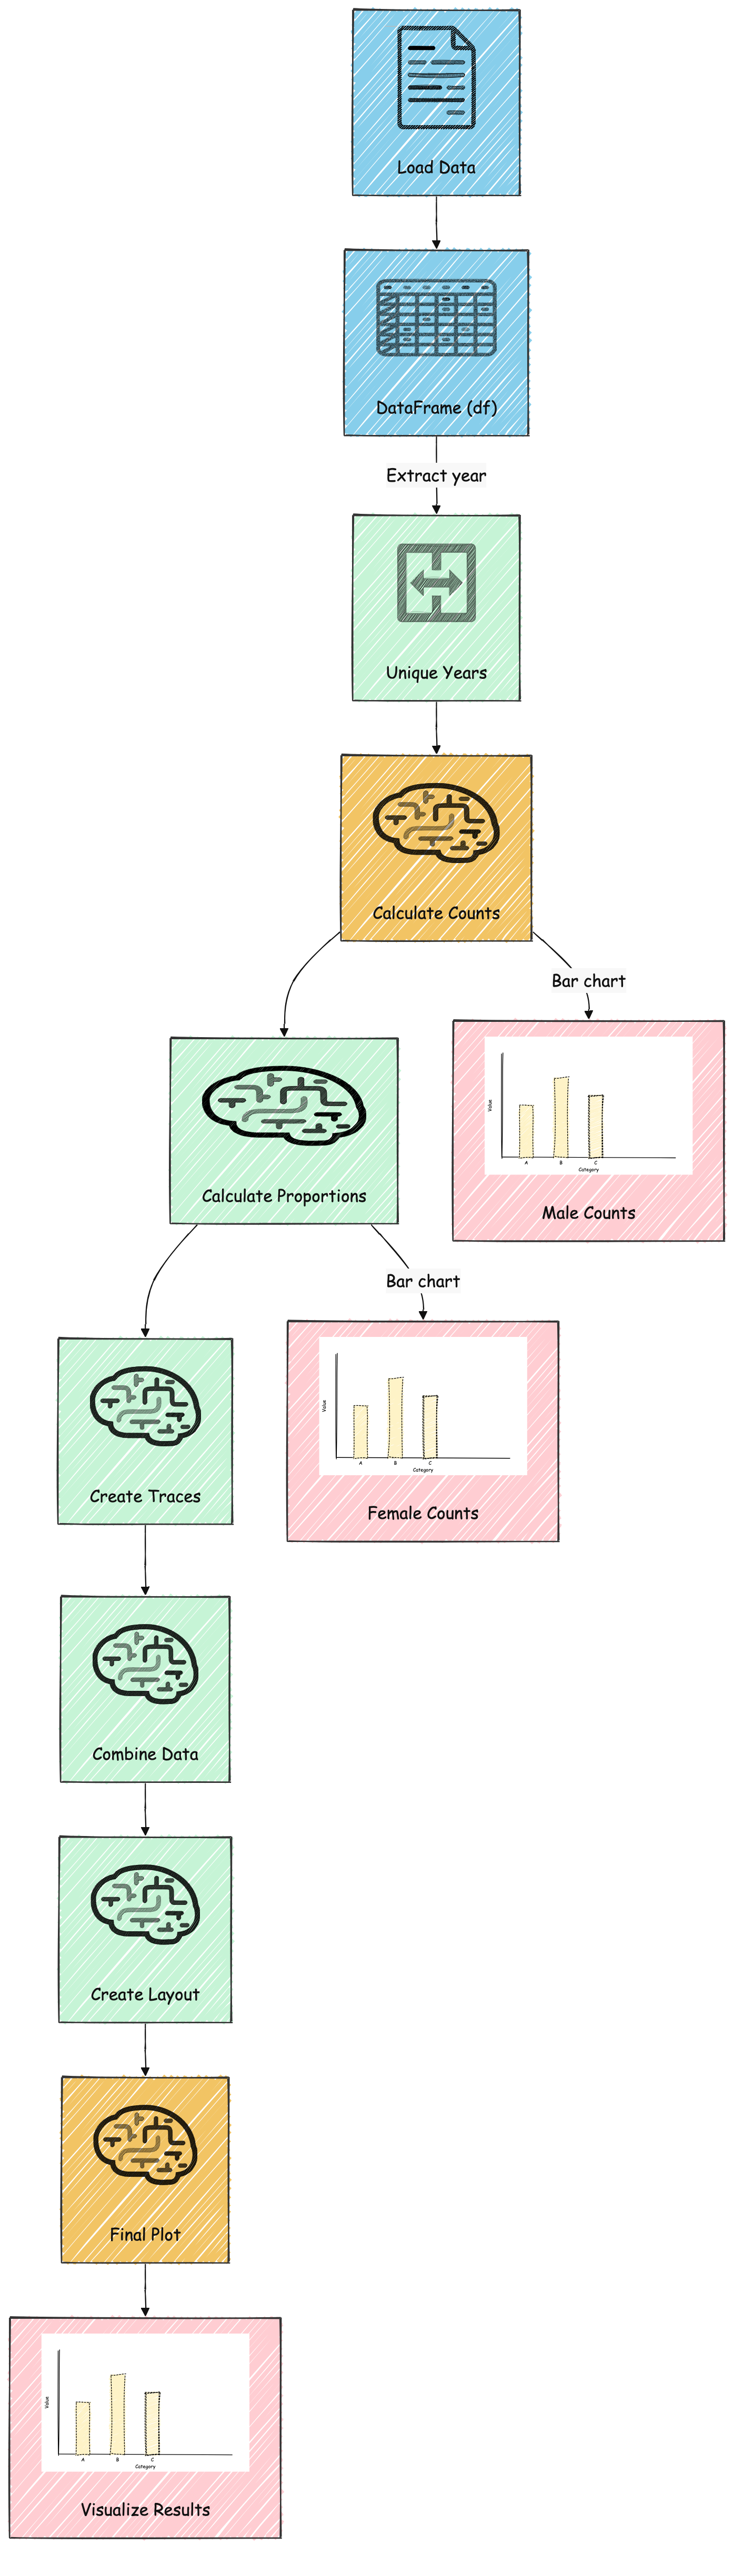 Load Data
DataFrame (df)
Extract year
Unique Years
Calculate Counts
Bar chart
Value
A B C
Category
Male Counts
Calculate Proportions
Bar chart
Value
A B C
Category
Female Counts
Create Traces
Combine Data
Create Layout
Final Plot
Value
A B C
Category
Visualize Results